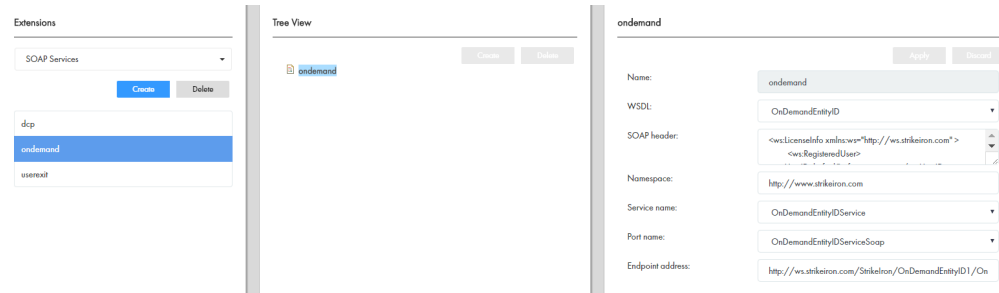 Extensions
SOAP Services
Create Delete
dcp
ondemand
userexit
Tree View
Create Delete
ondemand
ondemand
Apply Discard
Name: ondemand
WSDL: OnDemandEntityID
SOAP header: <ws:LicenseInfo xmlns:ws="http://ws.strikeiron.com" >
<ws:RegisteredUser>
Namespace: http://www.strikeiron.com
Service name: OnDemandEntityIDService
Port name: OnDemandEntityIDServiceSoap
Endpoint address: http://ws.strikeiron.com/StrikeIron/OnDemandEntityID1/On